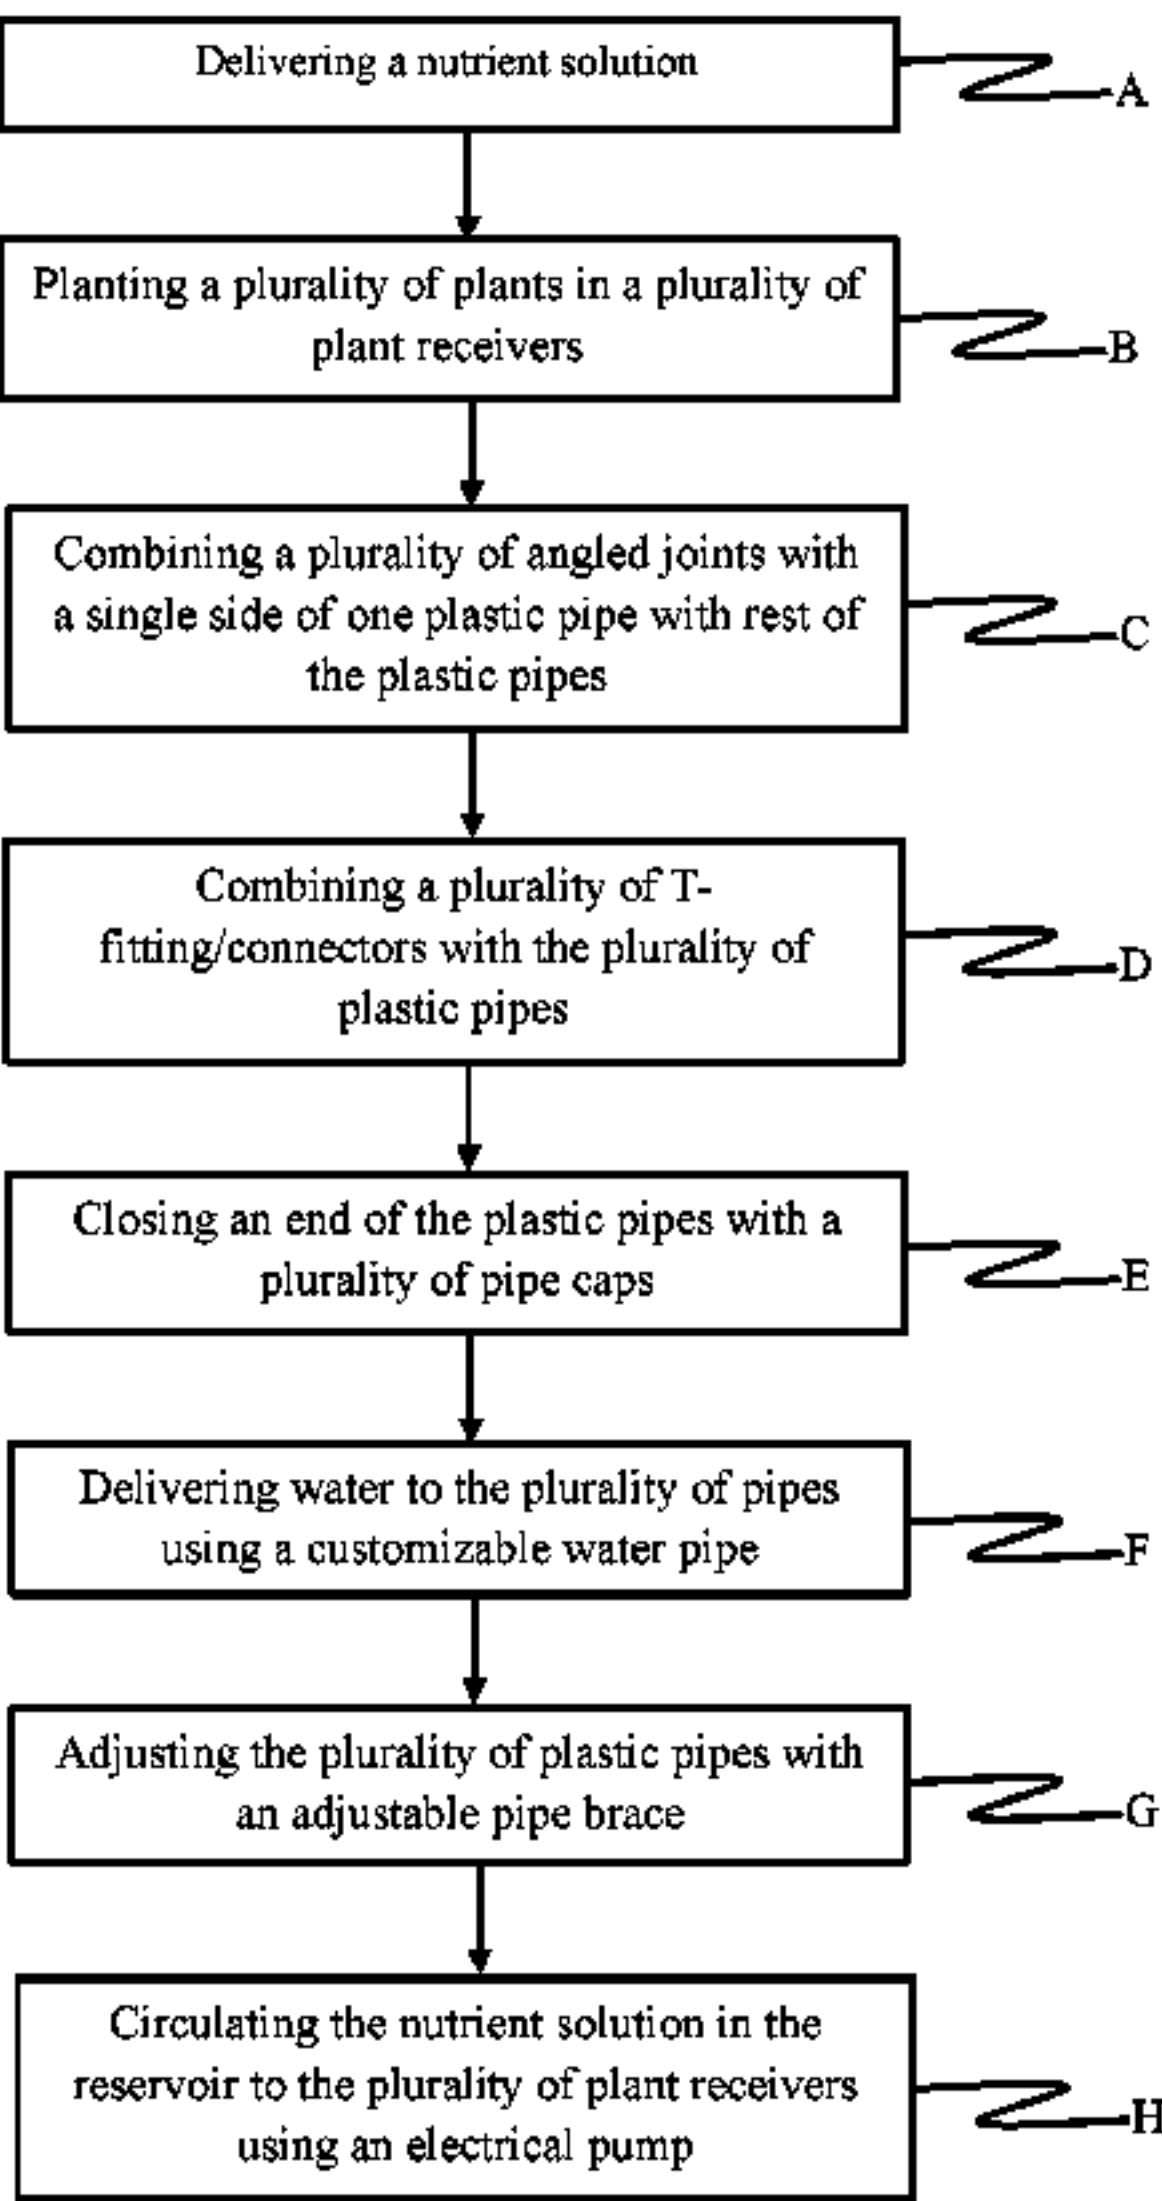 Delivering a nutrient solution
A
Planting a plurality of plants in a plurality of
plant receivers
B
Combining a plurality of angled joints with
a single side of one plastic pipe with rest of
the plastic pipes
C
Combining a plurality of T-
fitting/connectors with the plurality of
plastic pipes
D
Closing an end of the plastic pipes with a
plurality of pipe caps
E
Delivering water to the plurality of pipes
using a customizable water pipe
F
Adjusting the plurality of plastic pipes with
an adjustable pipe brace
G
Circulating the nutrient solution in the
reservoir to the plurality of plant receivers
using an electrical pump
H